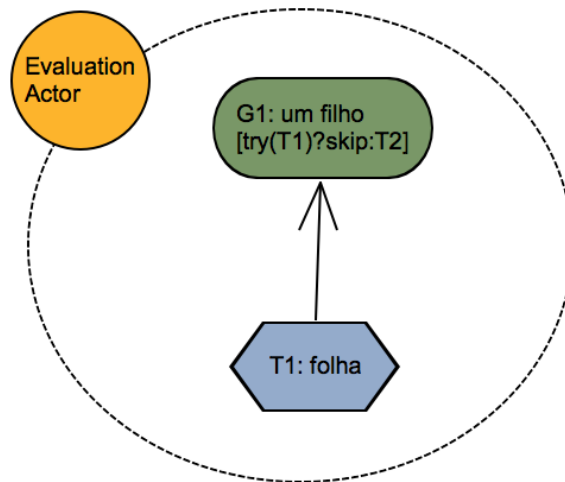 Evaluation
Actor
G1: um filho
[try(T1)?skip:T2]
T1: folha